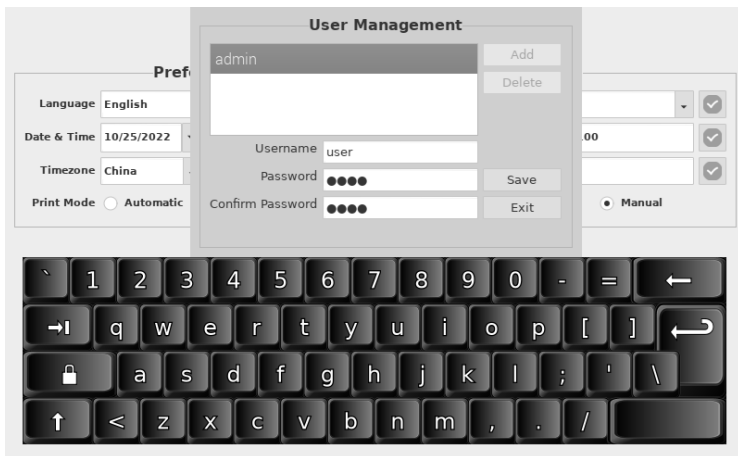 User Management
admin
Add
Delete
Username user
Password ●●●● Save
Confirm Password ●●●● Exit
Pref
Language English
Date & Time 10/25/2022 .00
Timezone China
Print Mode Automatic Manual
` 1 2 3 4 5 6 7 8 9 0 - =
q w e r t y u i o p [ ]
a s d f g h j k l ; ' \
< z x c v b n m , . /